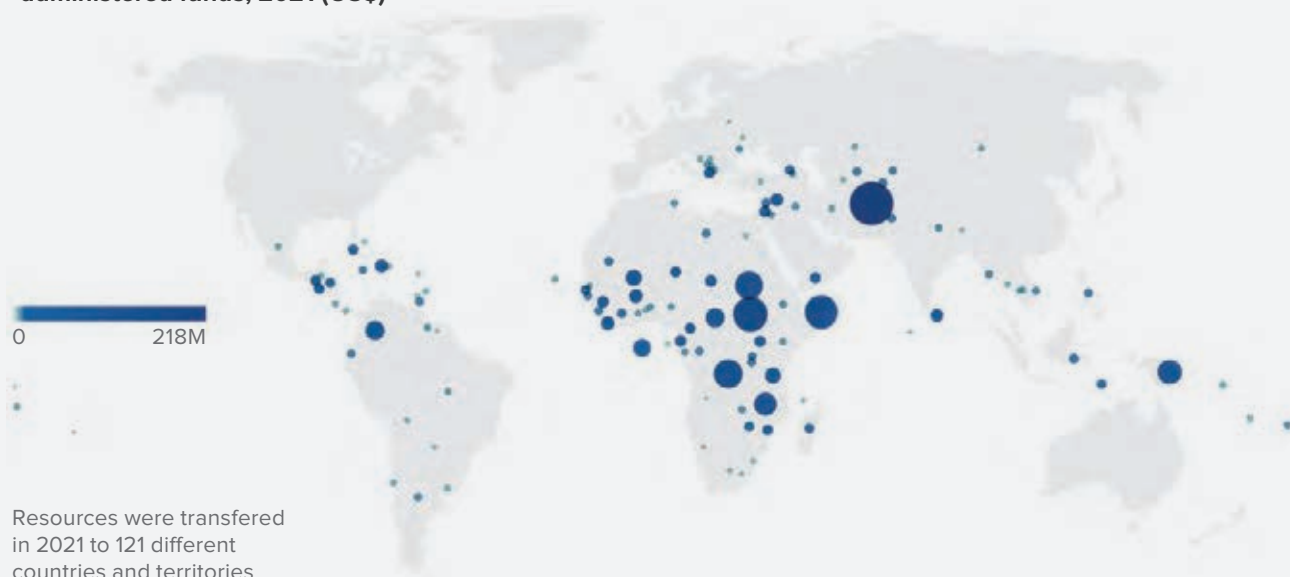 administered funds, 2021 (US$)
0
218M
Resources were transfered
in 2021 to 121 different
countries and territories